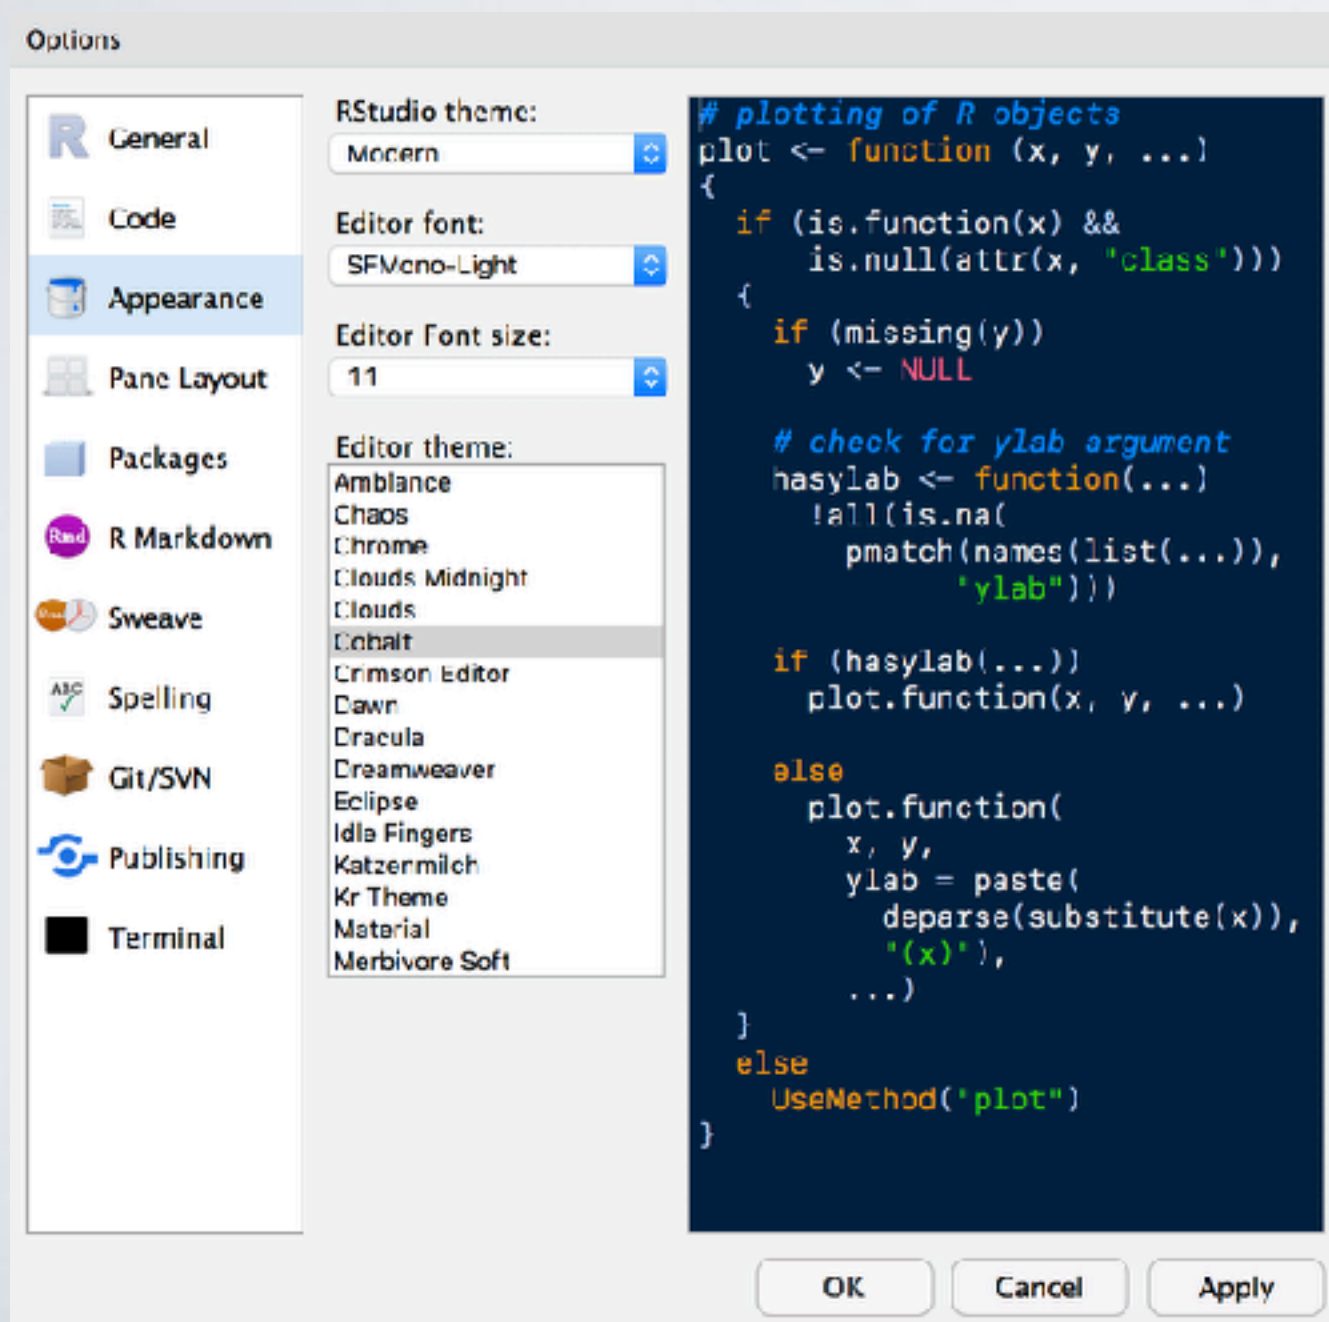 Options
General
Code
Appearance
Pane Layout
Packages
R Markdown
Sweave
Spelling
Git/SVN
Publishing
Terminal
RStudio theme:
Modern
Editor font:
SFMono-Light
Editor Font size:
11
Editor theme:
Ambiance
Chaos
Chrome
Clouds Midnight
Clouds
Cobalt
Crimson Editor
Dawn
Dracula
Dreamweaver
Eclipse
Idle Fingers
Katzenmilch
Kr Theme
Material
Merbivore Soft
# plotting of R objects
plot <- function (x, y, ...)
{
  if (is.function(x) &&
      is.null(attr(x, "class")))
  {
    if (missing(y))
      y <- NULL
    # check for ylab argument
    hasylab <- function(...)
      !all(is.na(
        pmatch(names(list(...)),
              "ylab")))
    if (hasylab(...))
      plot.function(x, y, ...)
    else
      plot.function(
        x, y,
        ylab = paste(
          deparse(substitute(x)),
          "(x)"),
        ...)
  }
  else
    UseMethod("plot")
}
OK
Cancel
Apply